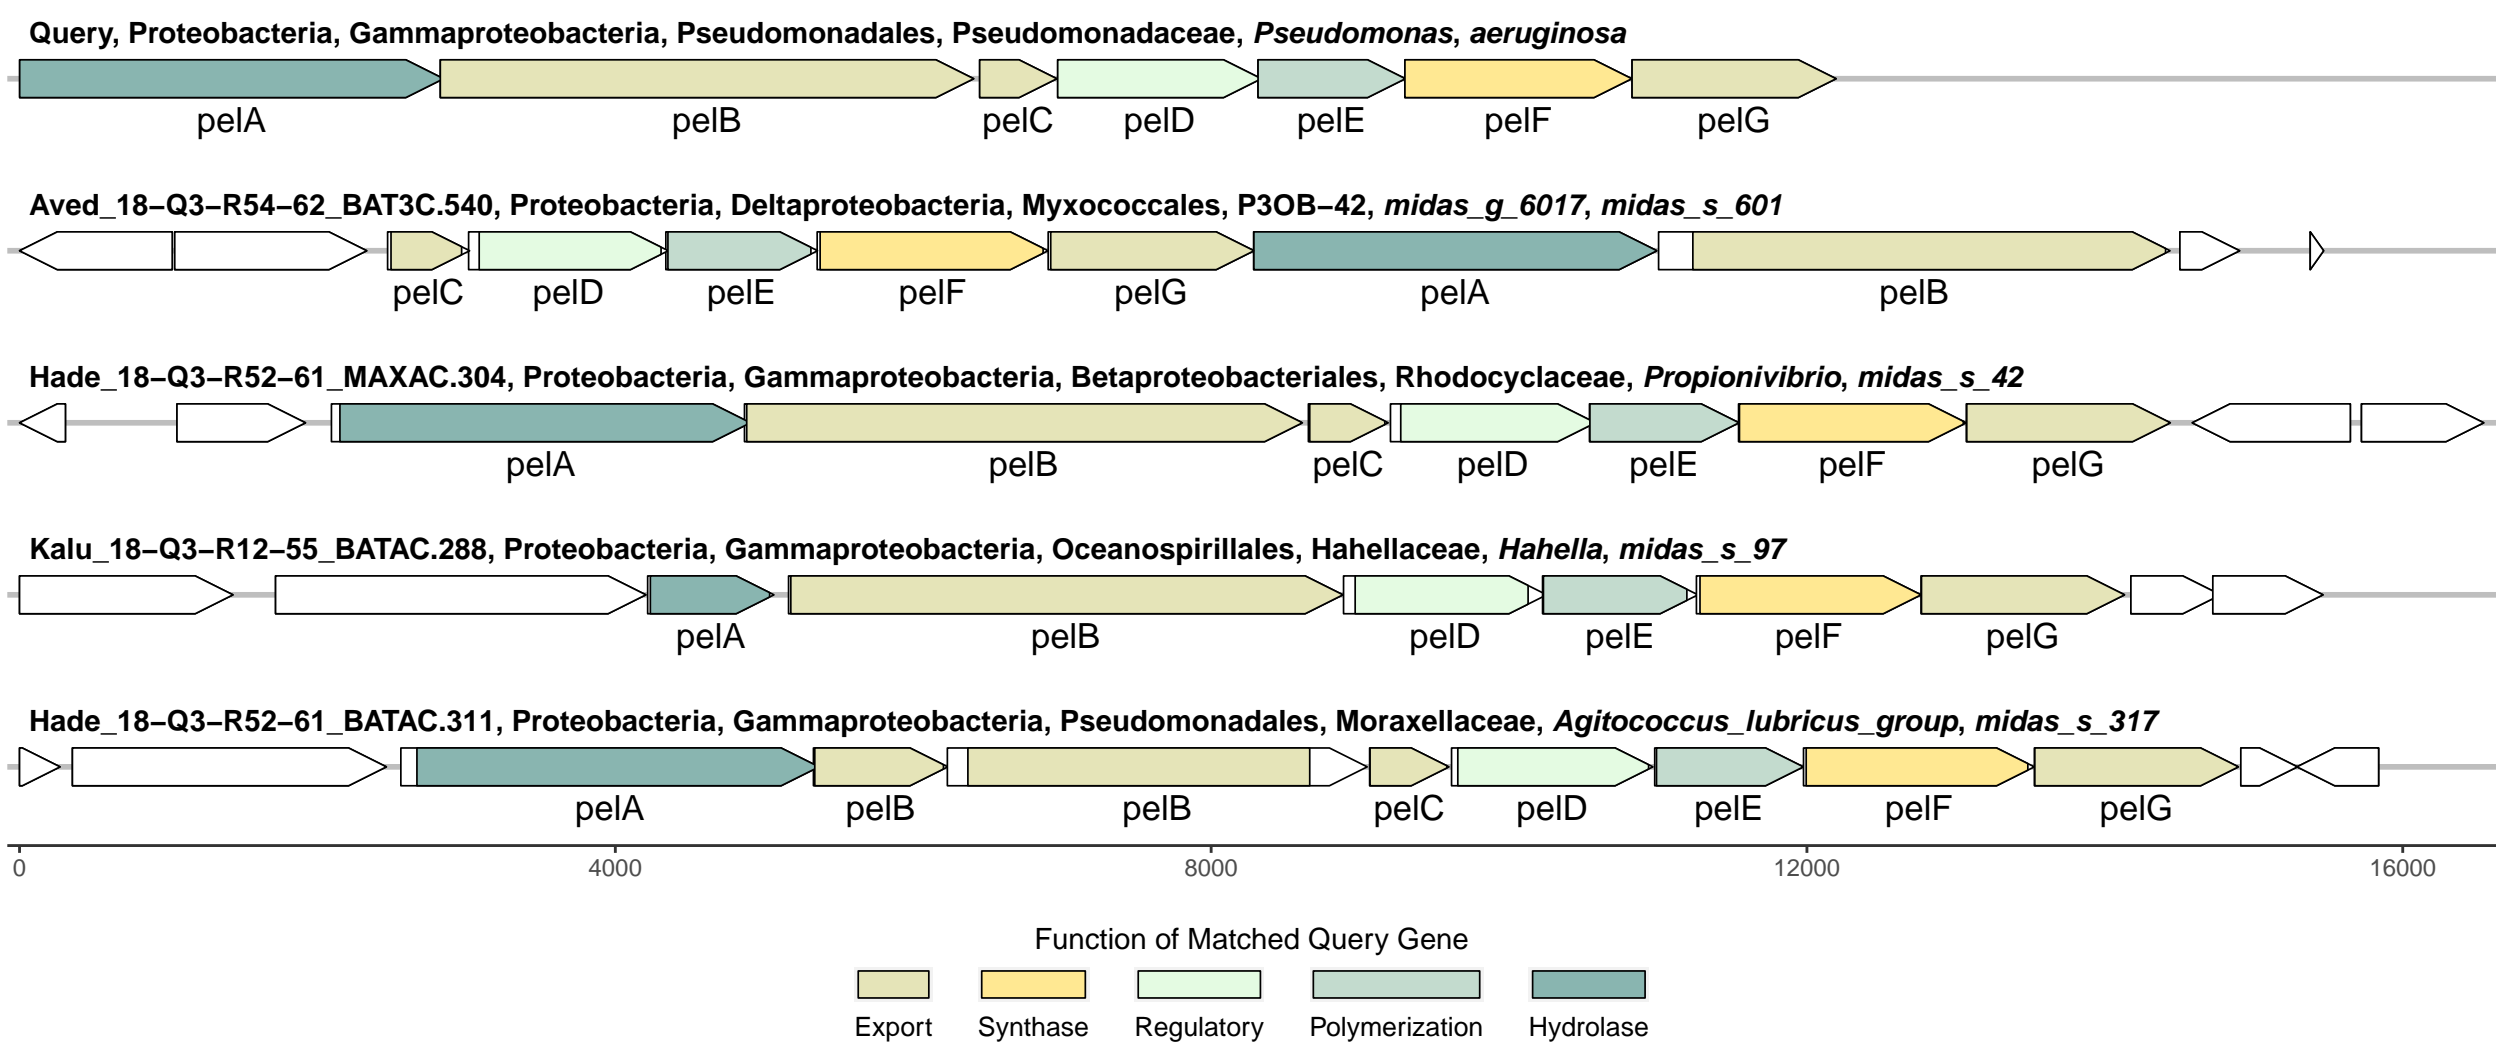 Query, Proteobacteria, Gammaproteobacteria, Pseudomonadales, Pseudomonadaceae, Pseudomonas, aeruginosa
pelA pelB pelC pelD pelE pelF pelG
Aved_18−Q3−R54−62_BAT3C.540, Proteobacteria, Deltaproteobacteria, Myxococcales, P3OB−42, midas_g_6017, midas_s_601
pelC pelD pelE pelF pelG pelA pelB
Hade_18−Q3−R52−61_MAXAC.304, Proteobacteria, Gammaproteobacteria, Betaproteobacteriales, Rhodocyclaceae, Propionivibrio, midas_s_42
pelA pelB pelC pelD pelE pelF pelG
Kalu_18−Q3−R12−55_BATAC.288, Proteobacteria, Gammaproteobacteria, Oceanospirillales, Hahellaceae, Hahella, midas_s_97
pelA pelB pelD pelE pelF pelG
Hade_18−Q3−R52−61_BATAC.311, Proteobacteria, Gammaproteobacteria, Pseudomonadales, Moraxellaceae, Agitococcus_lubricus_group, midas_s_317
pelA pelB pelB pelC pelD pelE pelF pelG
0 4000 8000 12000 16000
Function of Matched Query Gene
Export Synthase Regulatory Polymerization Hydrolase